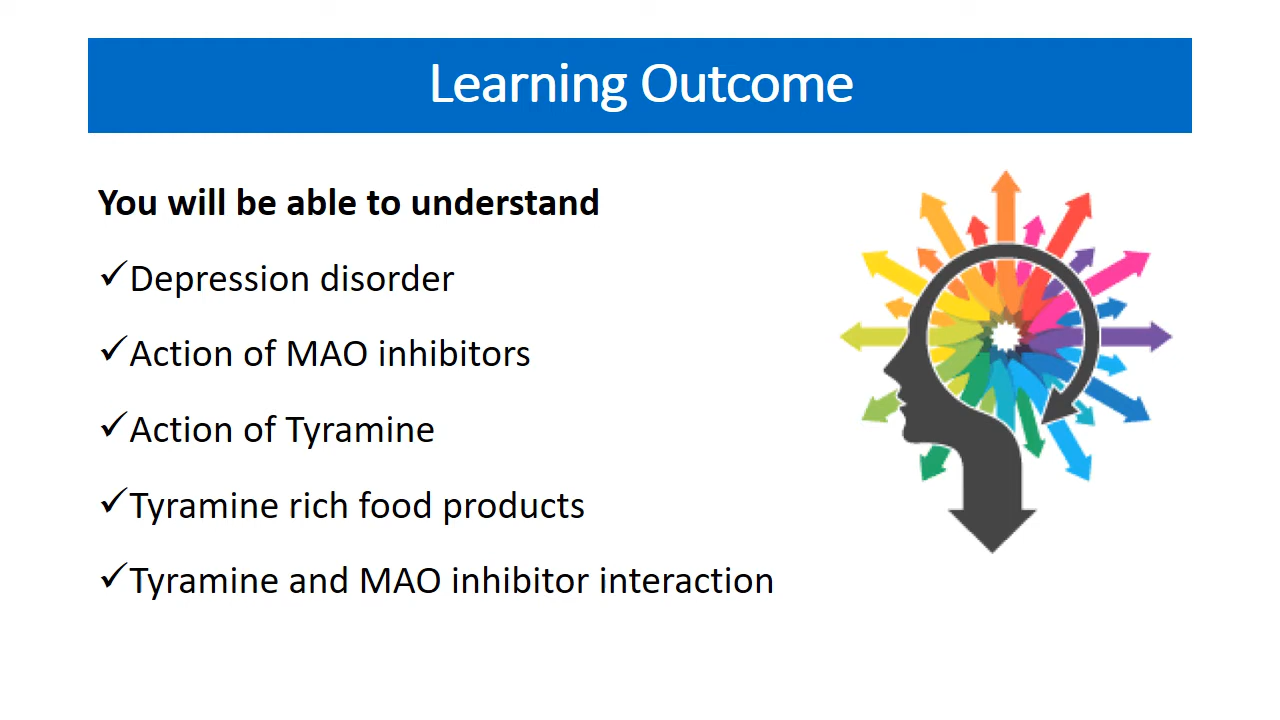 Learning Outcome
You will be able to understand
✓Depression disorder
✓Action of MAO inhibitors
✓Action of Tyramine
✓Tyramine rich food products
✓Tyramine and MAO inhibitor interaction